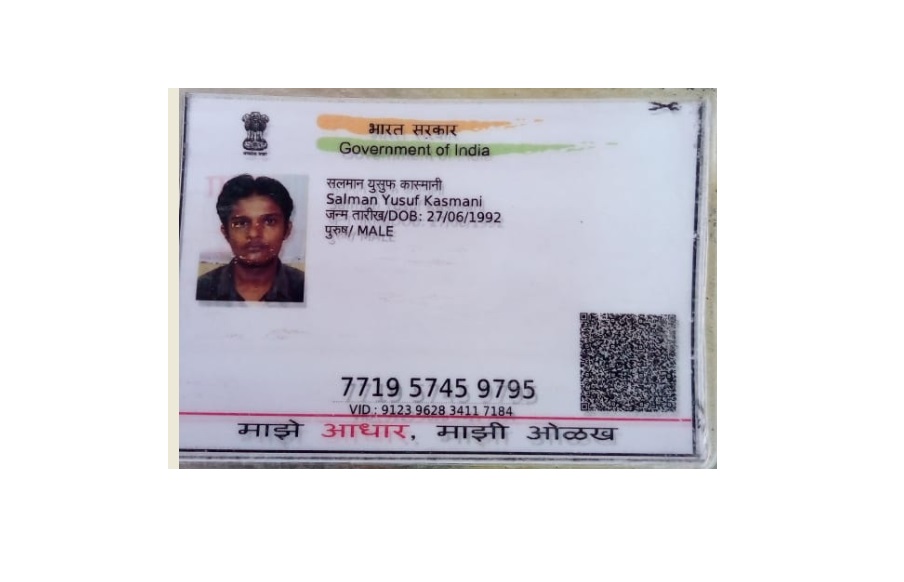 भारत सरकार
Government of India
सलमान युसुफ कास्मानी
Salman Yusuf Kasmani
जन्म तारीख/DOB: 27/06/1992
पुरुष/ MALE
7719 5745 9795
VID : 9123 9628 3411 7184
माझे आधार, माझी ओळख